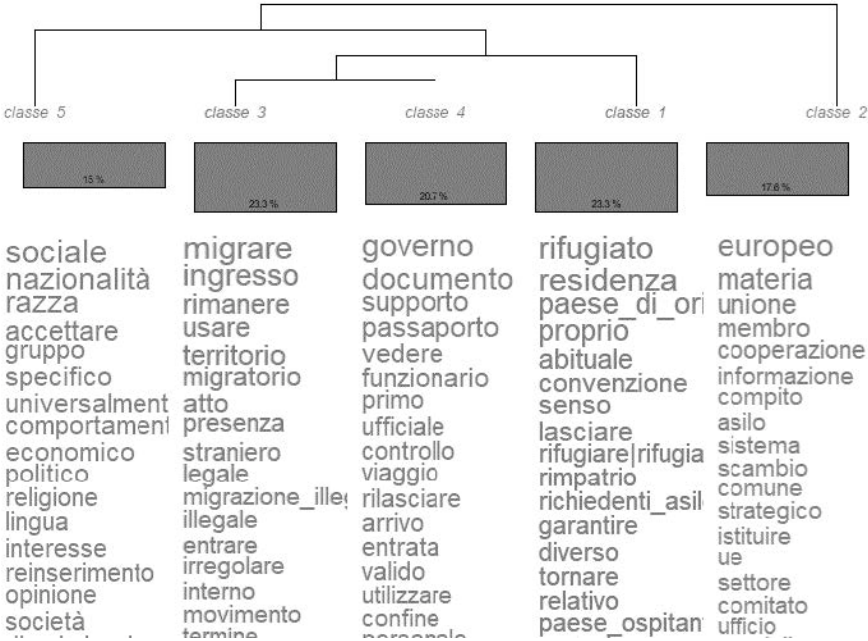 classe 5
classe 3
classe 4
classe 1
classe 2
15 %
23.3 %
20.7 %
23.3 %
17.6 %
sociale
nazionalità
razza
accettare
gruppo
specifico
universalment
comportament
economico
politico
religione
lingua
interesse
reinserimento
opinione
società
migrare
ingresso
rimanere
usare
territorio
migratorio
atto
presenza
straniero
legale
migrazione_ille
illegale
entrare
irregolare
interno
movimento
termine
governo
documento
supporto
passaporto
vedere
funzionario
primo
ufficiale
controllo
viaggio
rilasciare
arrivo
entrata
valido
utilizzare
confine
personale
rifugiato
residenza
paese_di_ori
proprio
abituale
convenzione
senso
lasciare
rifugiare|rifugia
rimpatrio
richiedenti_asil
garantire
diverso
tornare
relativo
paese_ospitan
europeo
materia
unione
membro
cooperazione
informazione
compito
asilo
sistema
scambio
comune
strategico
istituire
ue
settore
comitato
ufficio